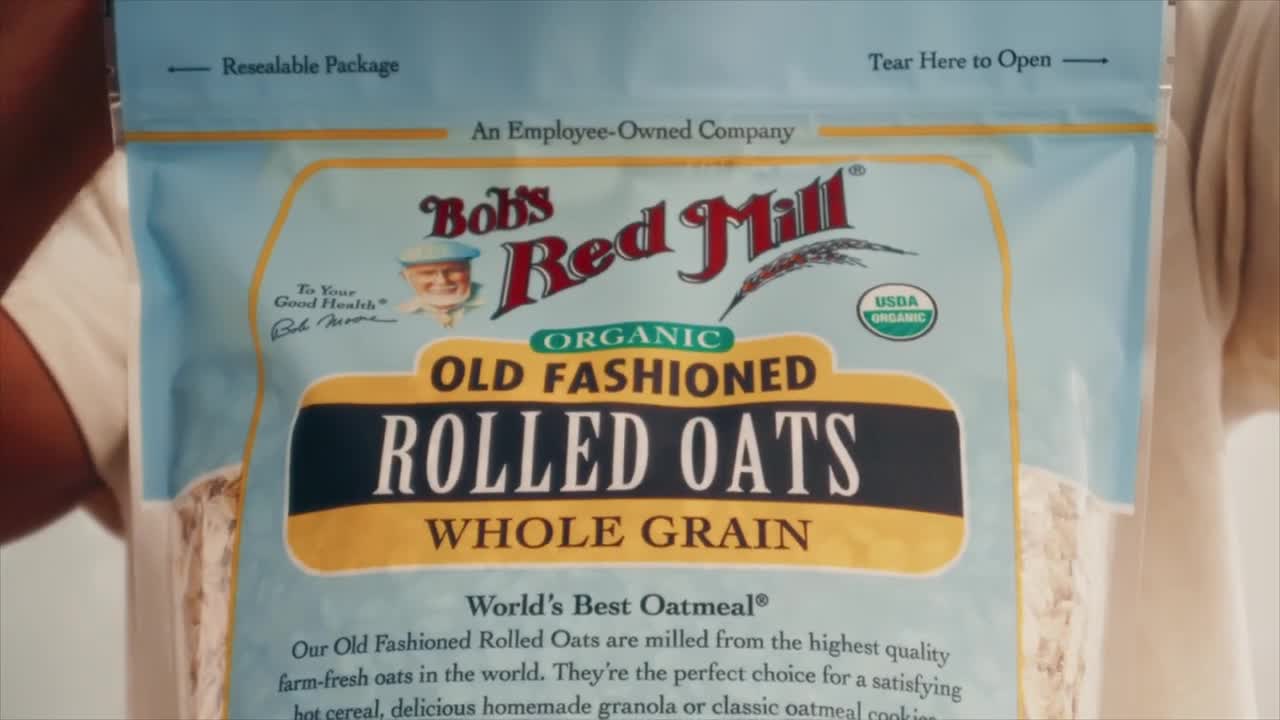 Resealable Package
Tear Here to Open
An Employee-Owned Company
Bob's
Red Mill®
To Your
Good Health®
Bob Moore
USDA
ORGANIC
ORGANIC
OLD FASHIONED
ROLLED OATS
WHOLE GRAIN
World's Best Oatmeal®
Our Old Fashioned Rolled Oats are milled from the highest quality
farm-fresh oats in the world. They're the perfect choice for a satisfying
hot cereal, delicious homemade granola or classic oatmeal cookies.